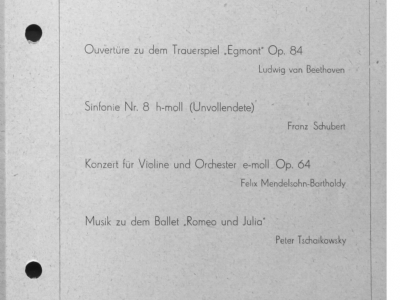 Ouvertüre zu dem Trauerspiel „Egmont" Op. 84
Ludwig van Beethoven
Sinfonie Nr. 8 h-moll (Unvollendete)
Franz Schubert
Konzert für Violine und Orchester e-moll Op. 64
Felix Mendelsohn-Bartholdy
Musik zu dem Ballet „Romeo und Julia"
Peter Tschaikowsky